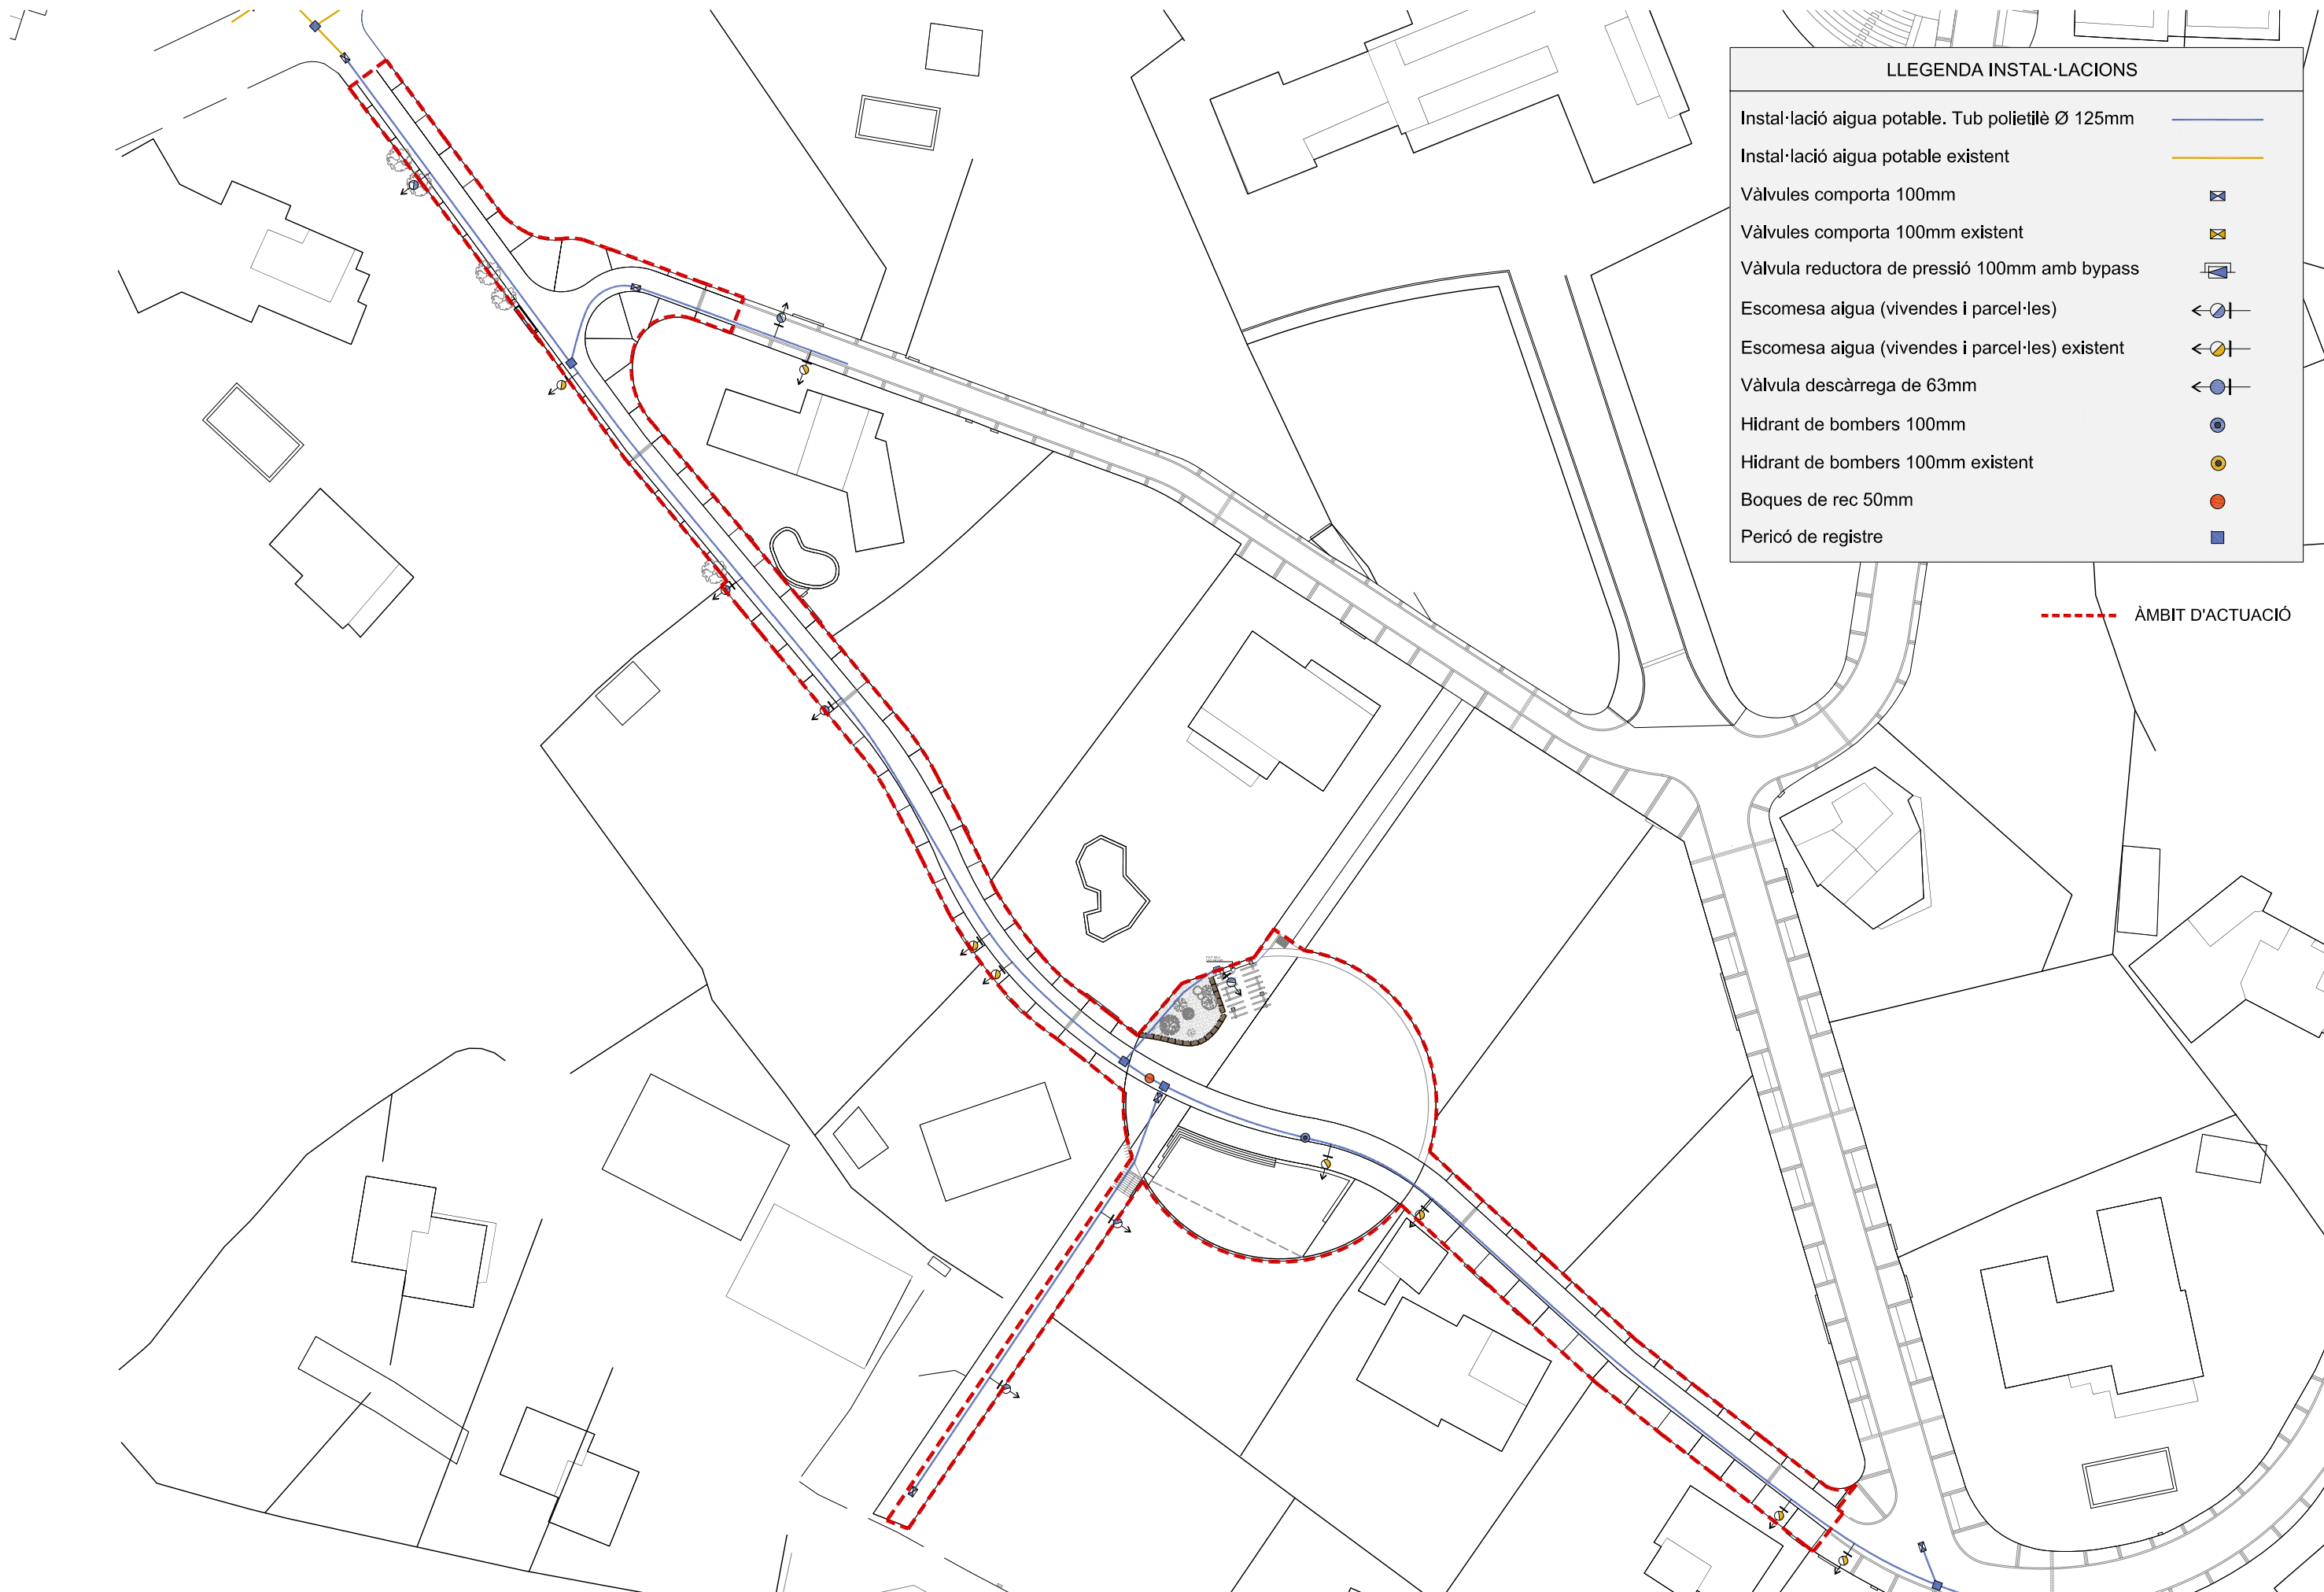 LLEGENDA INSTAL·LACIONS
Instal·lació aigua potable. Tub polietilè Ø 125mm
Instal·lació aigua potable existent
Vàlvules comporta 100mm
Vàlvules comporta 100mm existent
Vàlvula reductora de pressió 100mm amb bypass
Escomesa aigua (vivendes i parcel·les)
Escomesa aigua (vivendes i parcel·les) existent
Vàlvula descàrrega de 63mm
Hidrant de bombers 100mm
Hidrant de bombers 100mm existent
Boques de rec 50mm
Pericó de registre
ÀMBIT D'ACTUACIÓ